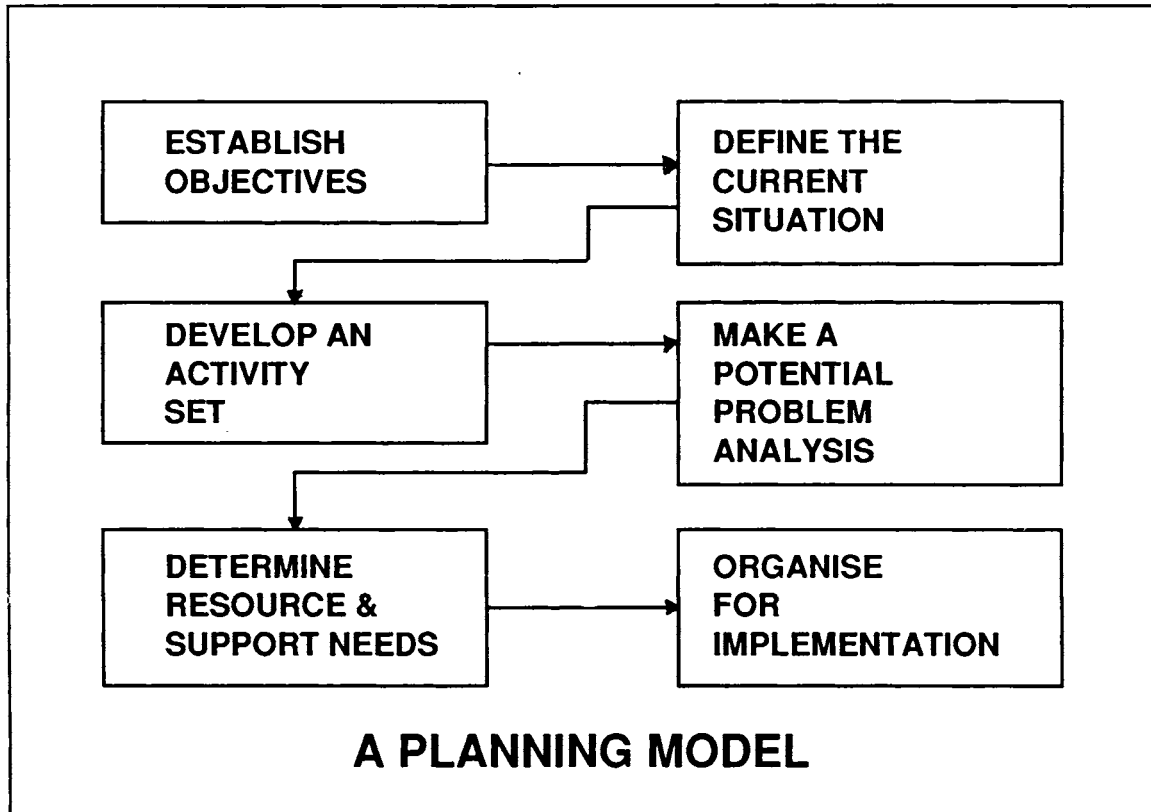 ESTABLISH
OBJECTIVES
DEFINE THE
CURRENT
SITUATION
DEVELOP AN
ACTIVITY
SET
MAKE A
POTENTIAL
PROBLEM
ANALYSIS
DETERMINE
RESOURCE &
SUPPORT NEEDS
ORGANISE
FOR
IMPLEMENTATION
A PLANNING MODEL